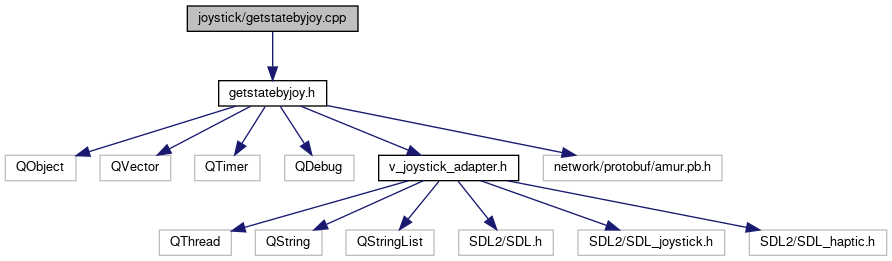 joystick/getstatebyjoy.cpp
getstatebyjoy.h
QObject
QVector
QTimer
QDebug
v_joystick_adapter.h
network/protobuf/amur.pb.h
QThread
QString
QStringList
SDL2/SDL.h
SDL2/SDL_joystick.h
SDL2/SDL_haptic.h